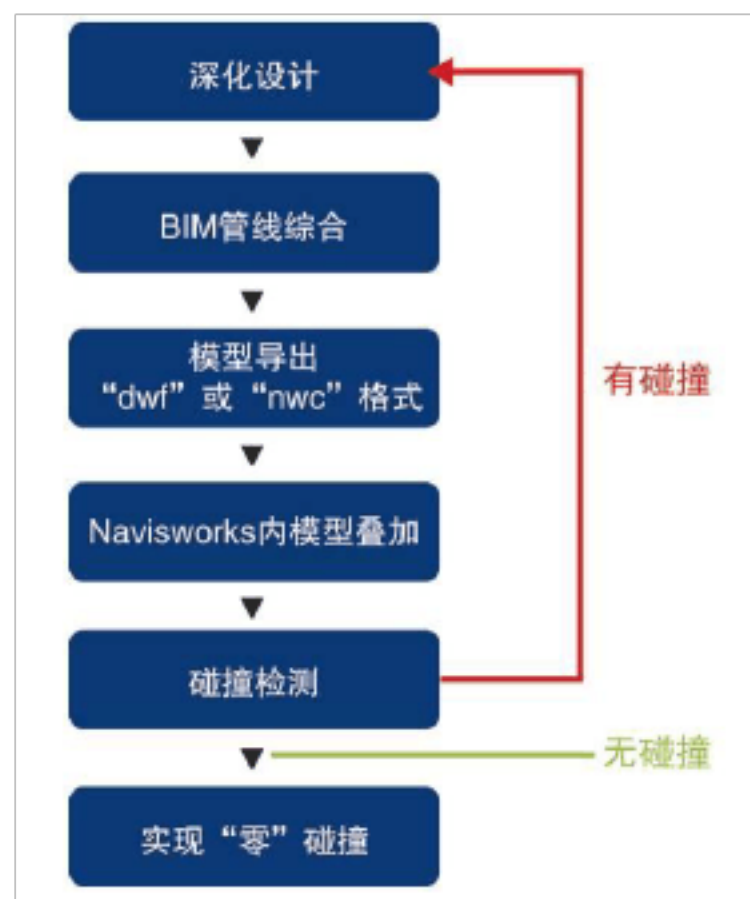 深化设计
BIM管线综合
模型导出
“dwf”或“nwc”格式
有碰撞
Navisworks内模型叠加
碰撞检测
无碰撞
实现“零”碰撞